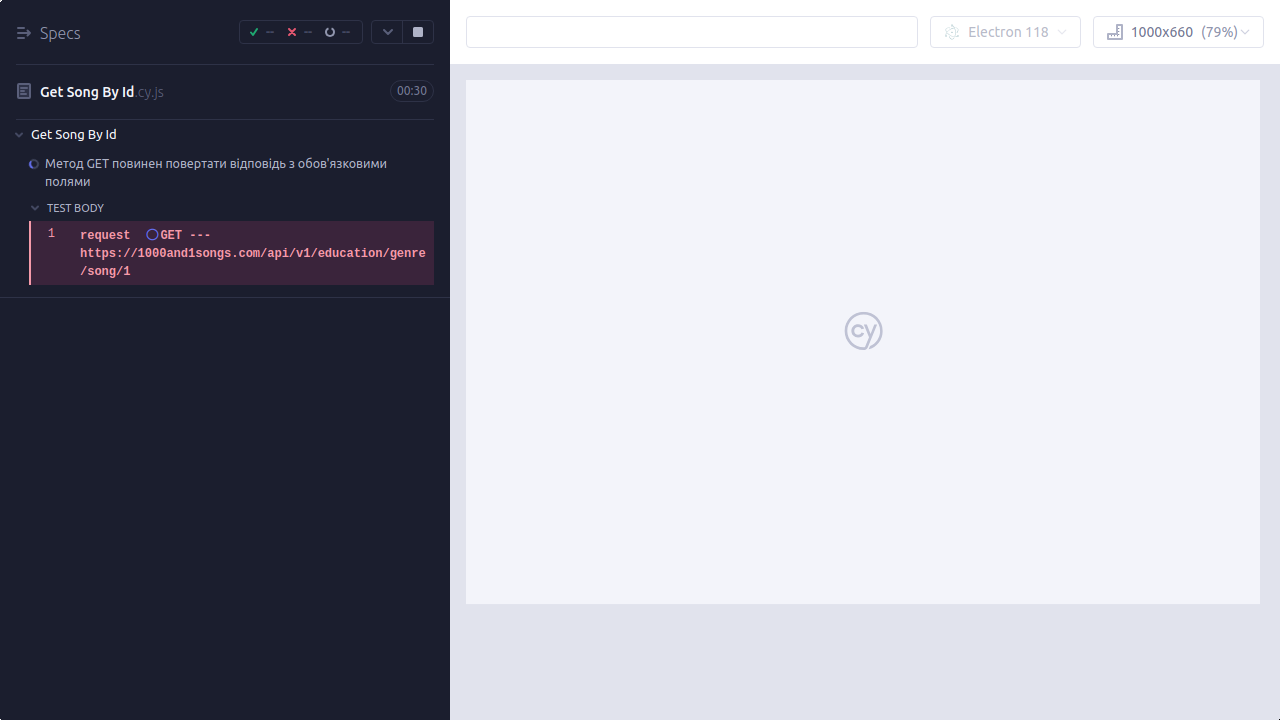 Specs
--
--
--
Electron 118
1000x660 (79%)
Get Song By Id.cy.js
00:30
Get Song By Id
Метод GET повинен повертати відповідь з обов'язковими
полями
TEST BODY
1 request GET ---
https://1000and1songs.com/api/v1/education/genre
/song/1
cy